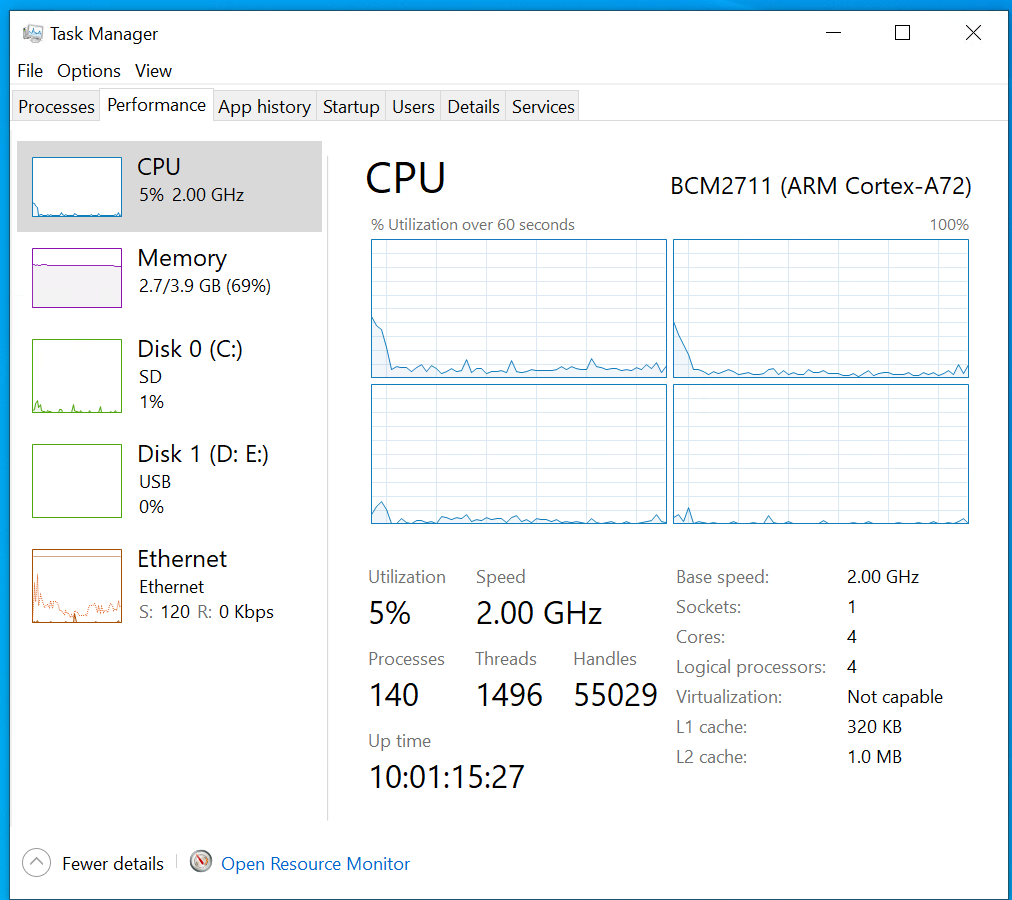 Task Manager
File Options View
Processes Performance App history Startup Users Details Services
CPU
5% 2.00 GHz
Memory
2.7/3.9 GB (69%)
Disk 0 (C:)
SD
1%
Disk 1 (D: E:)
USB
0%
Ethernet
Ethernet
S: 120 R: 0 Kbps
CPU BCM2711 (ARM Cortex-A72)
% Utilization over 60 seconds 100%
Utilization Speed
5% 2.00 GHz
Processes Threads Handles
140 1496 55029
Up time
10:01:15:27
Base speed: 2.00 GHz
Sockets: 1
Cores: 4
Logical processors: 4
Virtualization: Not capable
L1 cache: 320 KB
L2 cache: 1.0 MB
Fewer details Open Resource Monitor